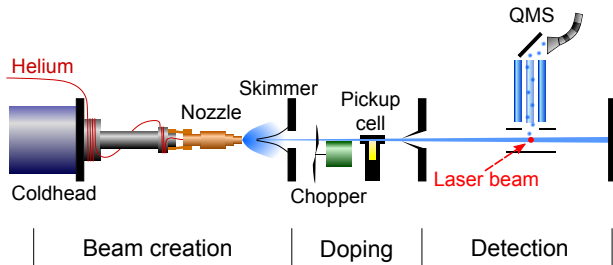 Helium
Coldhead
Nozzle
Skimmer
Chopper
Pickup
cell
QMS
Laser beam
Beam creation
Doping
Detection